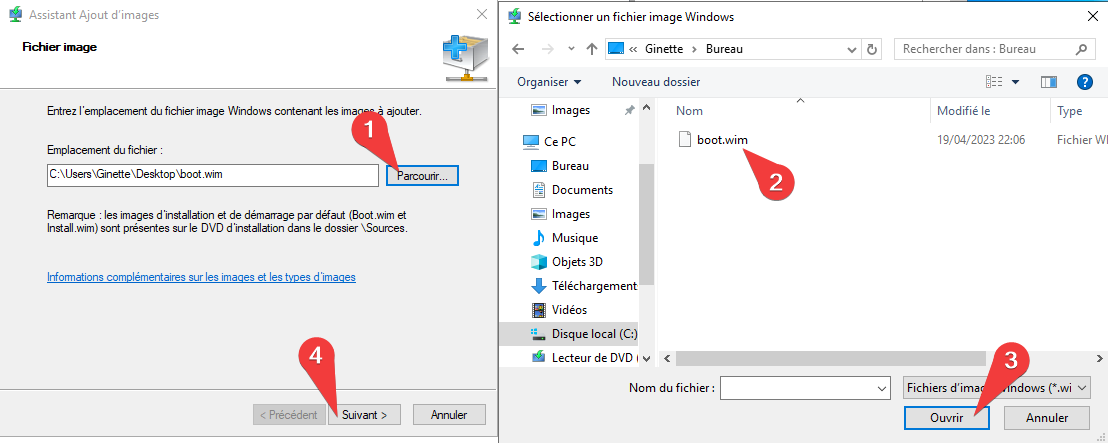 Assistant Ajout d'images
Fichier image
Entrez l'emplacement du fichier image Windows contenant les images à ajouter.
1
Emplacement du fichier :
C:\Users\Ginette\Desktop\boot.wim
Parcourir...
Remarque : les images d'installation et de démarrage par défaut (Boot.wim et
Install.wim) sont présentes sur le DVD d'installation dans le dossier \Sources.
Informations complémentaires sur les images et les types d'images
4
< Précédent
Suivant >
Annuler
Sélectionner un fichier image Windows
« Ginette > Bureau
Rechercher dans : Bureau
Organiser
Nouveau dossier
Images
Ce PC
Bureau
Documents
Images
Musique
Objets 3D
Téléchargement
Vidéos
Disque local (C:)
Lecteur de DVD (
Nom
Modifié le
Type
boot.wim
19/04/2023 22:06
Fichier WI
2
3
Nom du fichier :
Fichiers d'image Windows (*.wi
Ouvrir
Annuler